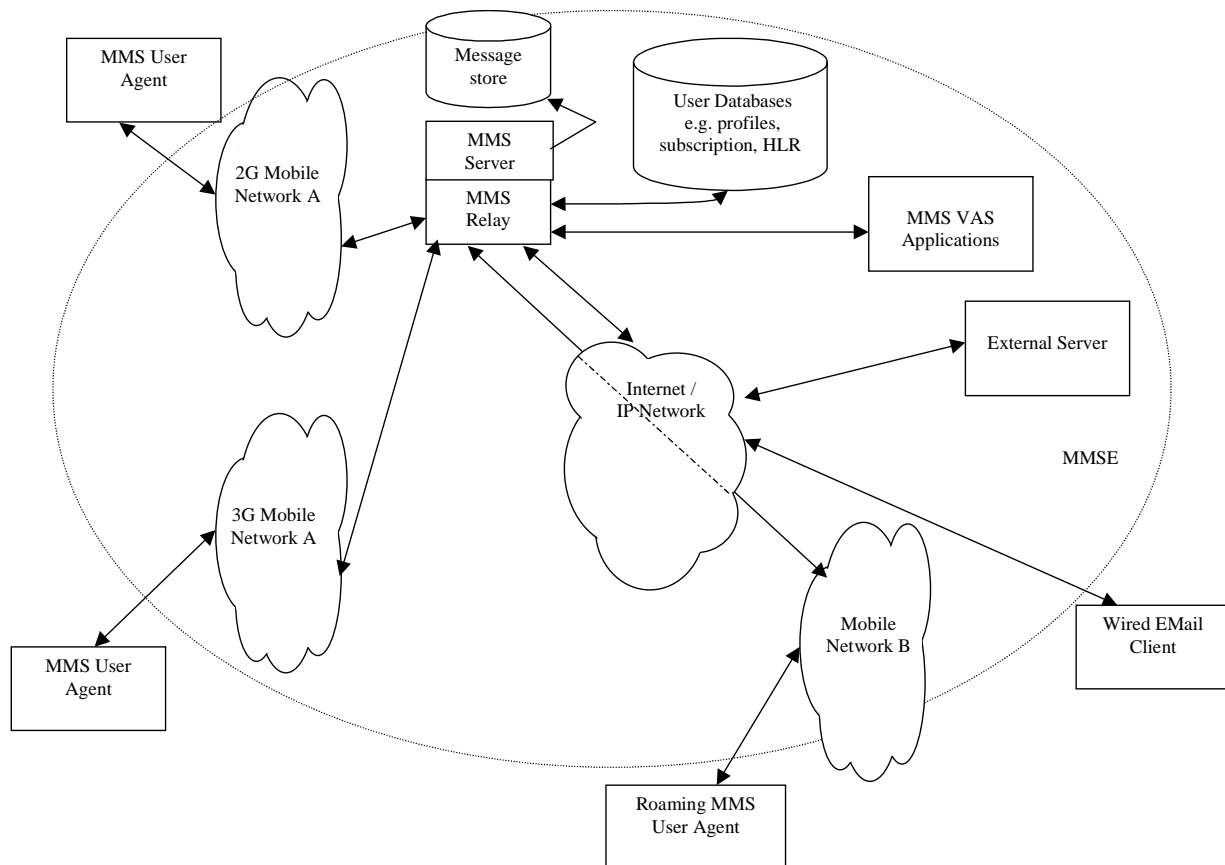 MMS User
Agent
Message
store
User Databases
e.g. profiles,
subscription, HLR
2G Mobile
Network A
MMS
Server
MMS
Relay
MMS VAS
Applications
External Server
Internet /
IP Network
MMSE
3G Mobile
Network A
MMS User
Agent
Mobile
Network B
Wired EMail
Client
Roaming MMS
User Agent